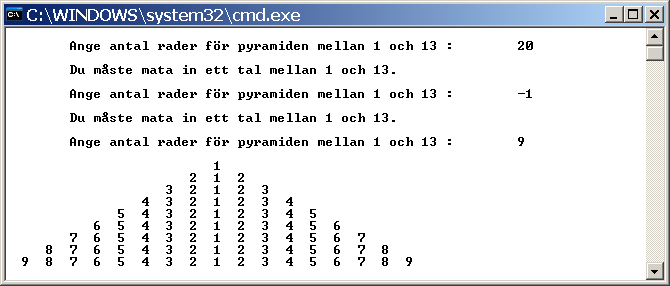 C:\WINDOWS\system32\cmd.exe
Ange antal rader för pyramiden mellan 1 och 13 : 20
Du måste mata in ett tal mellan 1 och 13.
Ange antal rader för pyramiden mellan 1 och 13 : -1
Du måste mata in ett tal mellan 1 och 13.
Ange antal rader för pyramiden mellan 1 och 13 : 9
1
2 1 2
3 2 1 2 3
4 3 2 1 2 3 4
5 4 3 2 1 2 3 4 5
6 5 4 3 2 1 2 3 4 5 6
7 6 5 4 3 2 1 2 3 4 5 6 7
8 7 6 5 4 3 2 1 2 3 4 5 6 7 8
9 8 7 6 5 4 3 2 1 2 3 4 5 6 7 8 9